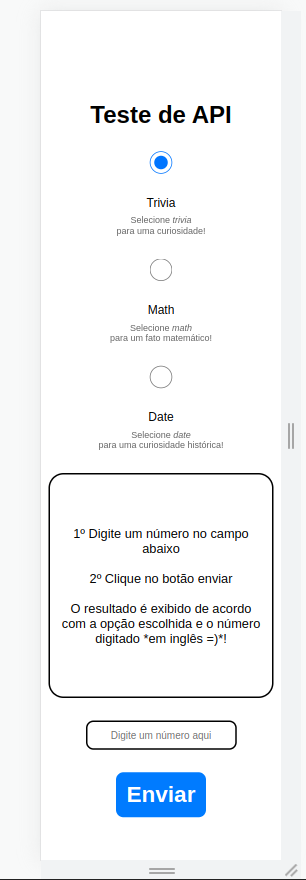 Teste de API
Trivia
Selecione trivia
para uma curiosidade!
Math
Selecione math
para um fato matemático!
Date
Selecione date
para uma curiosidade histórica!
1º Digite um número no campo
abaixo
2º Clique no botão enviar
O resultado é exibido de acordo
com a opção escolhida e o número
digitado *em inglês =)*!
Digite um número aqui
Enviar